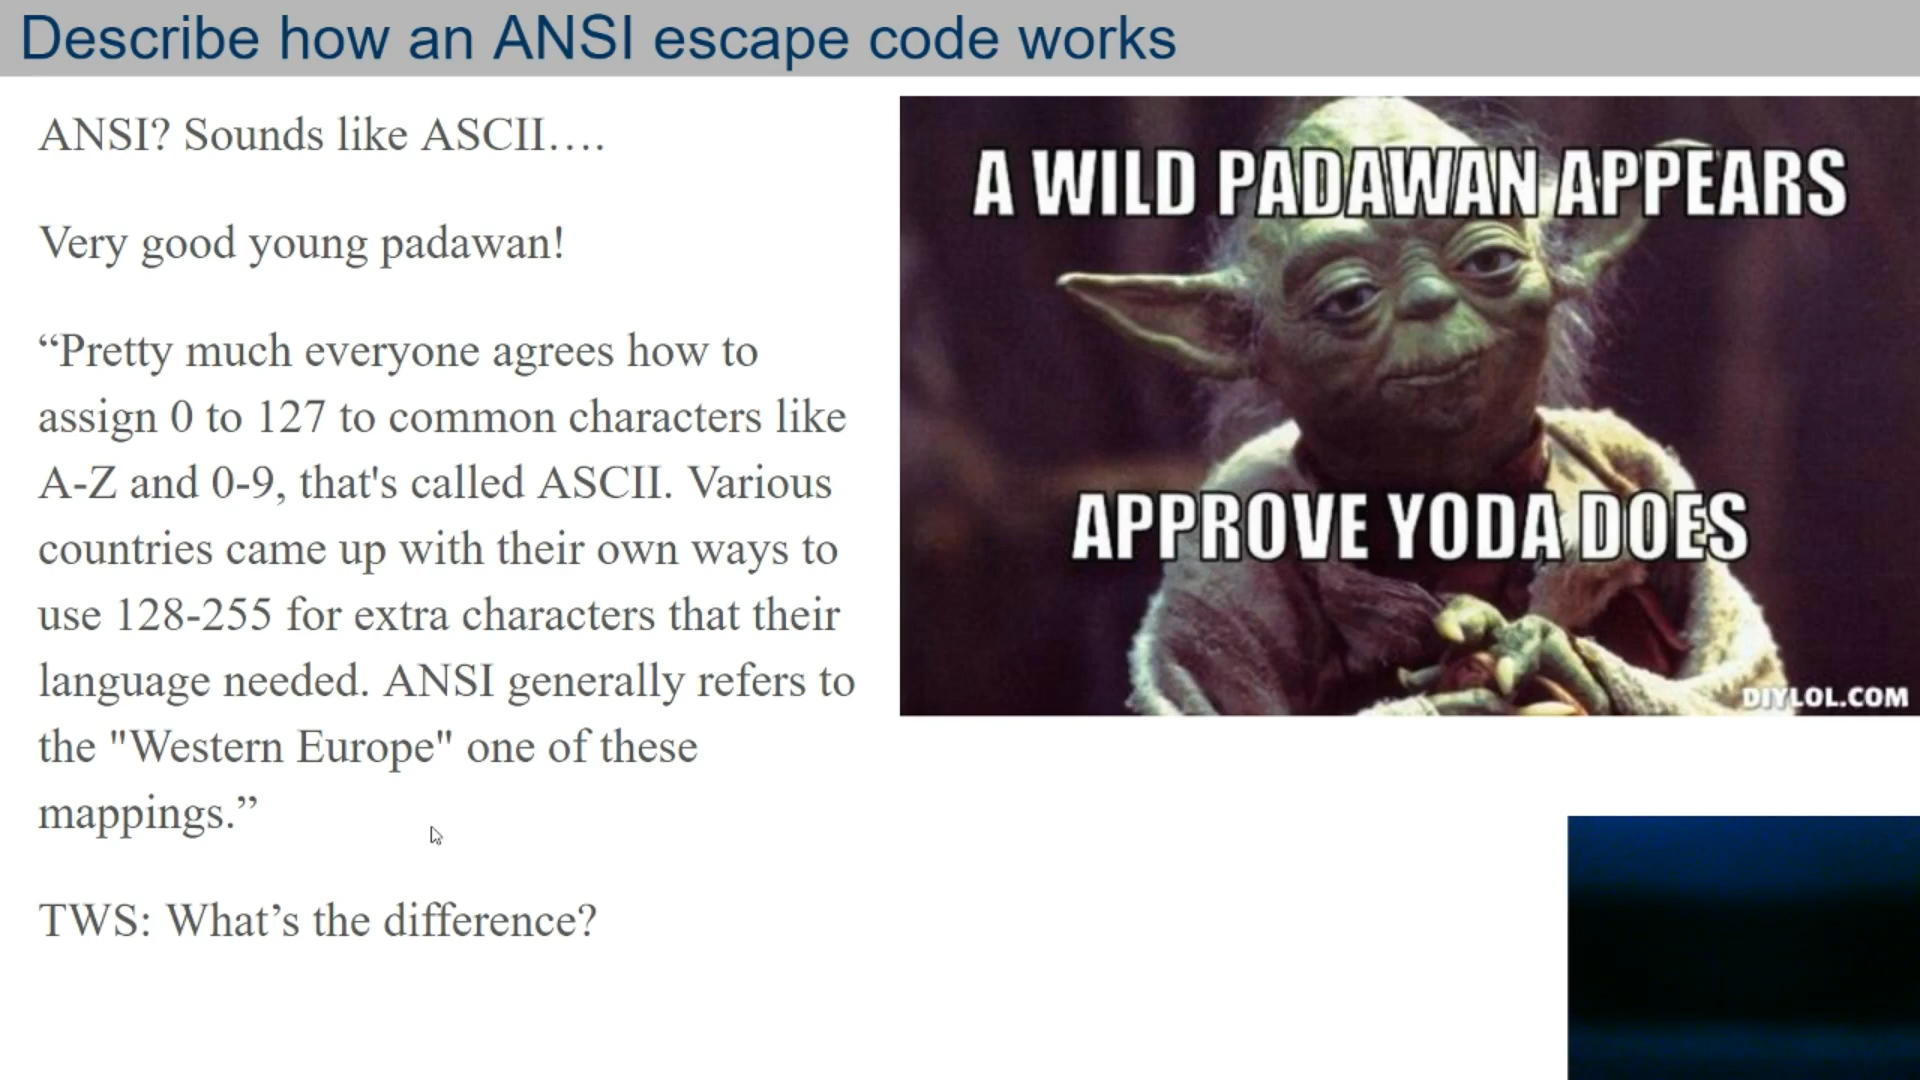 Describe how an ANSI escape code works
ANSI? Sounds like ASCII….
Very good young padawan!
“Pretty much everyone agrees how to
assign 0 to 127 to common characters like
A-Z and 0-9, that's called ASCII. Various
countries came up with their own ways to
use 128-255 for extra characters that their
language needed. ANSI generally refers to
the "Western Europe" one of these
mappings.”
TWS: What’s the difference?
A WILD PADAWAN APPEARS
APPROVE YODA DOES
DIYLOL.COM